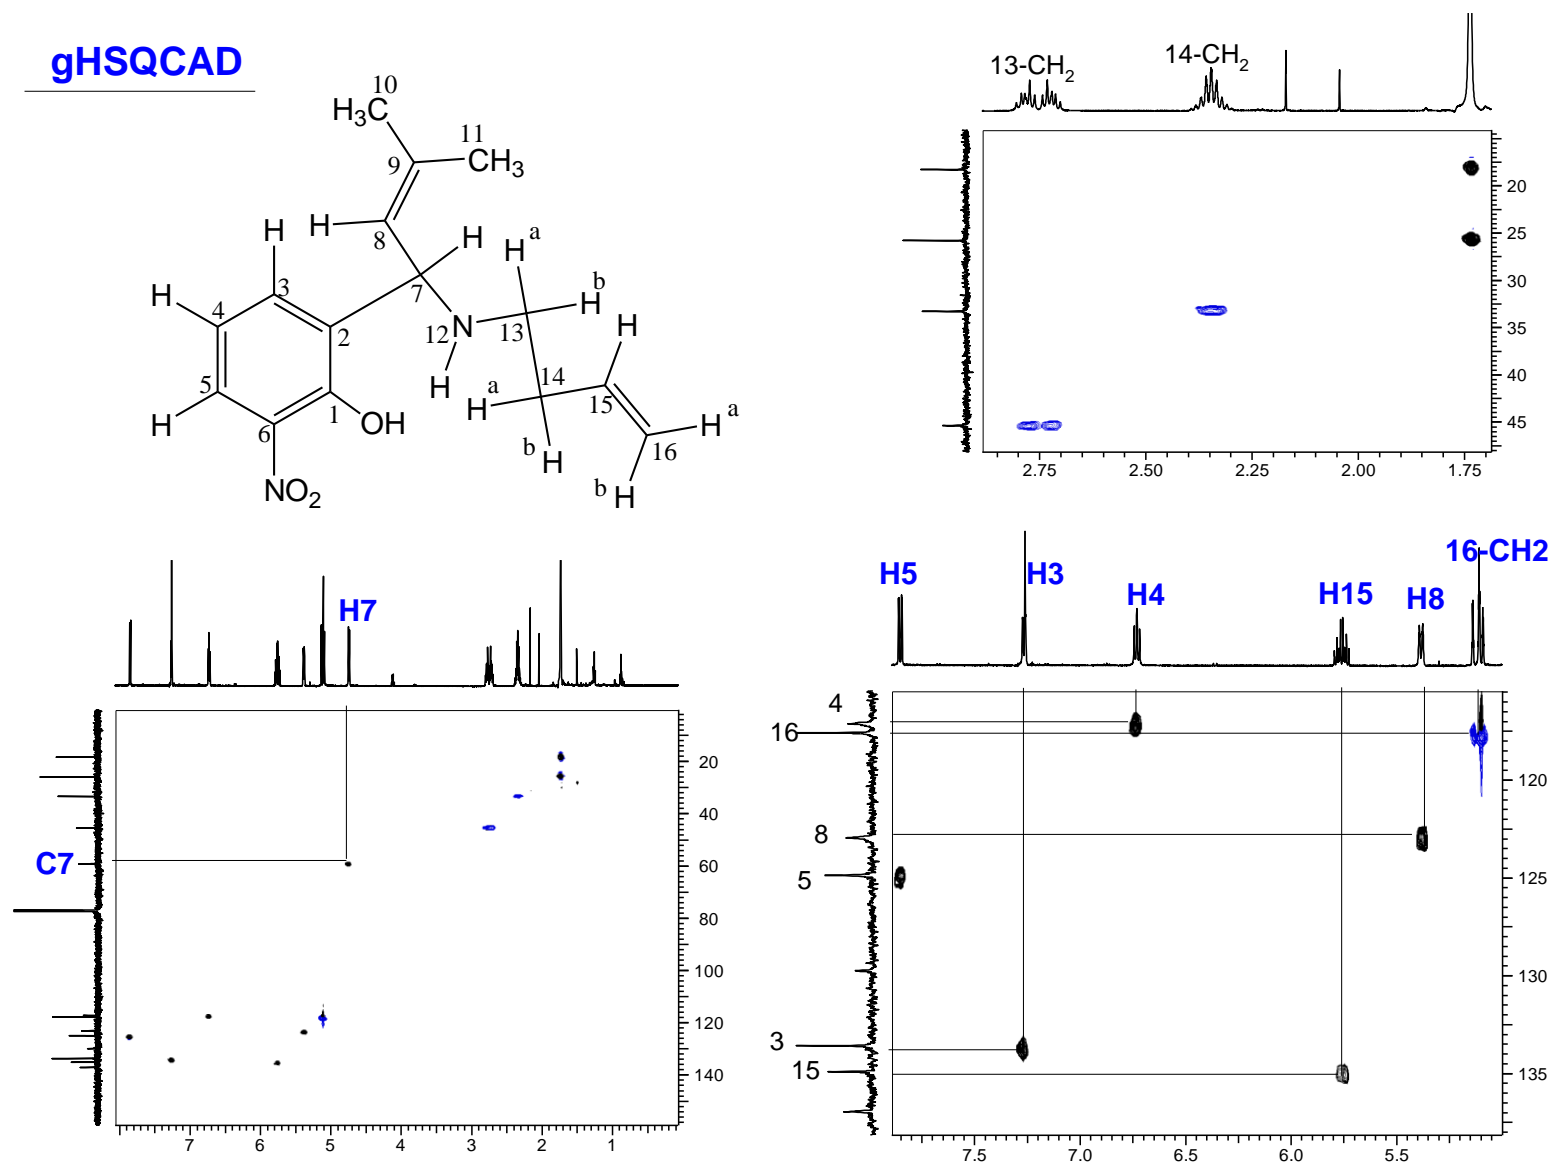 gHSQCAD
10
H3C
11
CH3
9
H
8
H
H
a
H
b
H
7
3
H
4
N
12
13
H
2
H
14
a
H
5
15
H
a
1
H
6
OH
b
H
16
NO2
b
H
13-CH2
14-CH2
20
25
30
35
40
45
2.75 2.50 2.25 2.00 1.75
H7
C7
20
40
60
80
100
120
140
7 6 5 4 3 2 1
H5
H3
H4
H15
H8
16-CH2
4
16
8
5
3
15
120
125
130
135
7.5 7.0 6.5 6.0 5.5